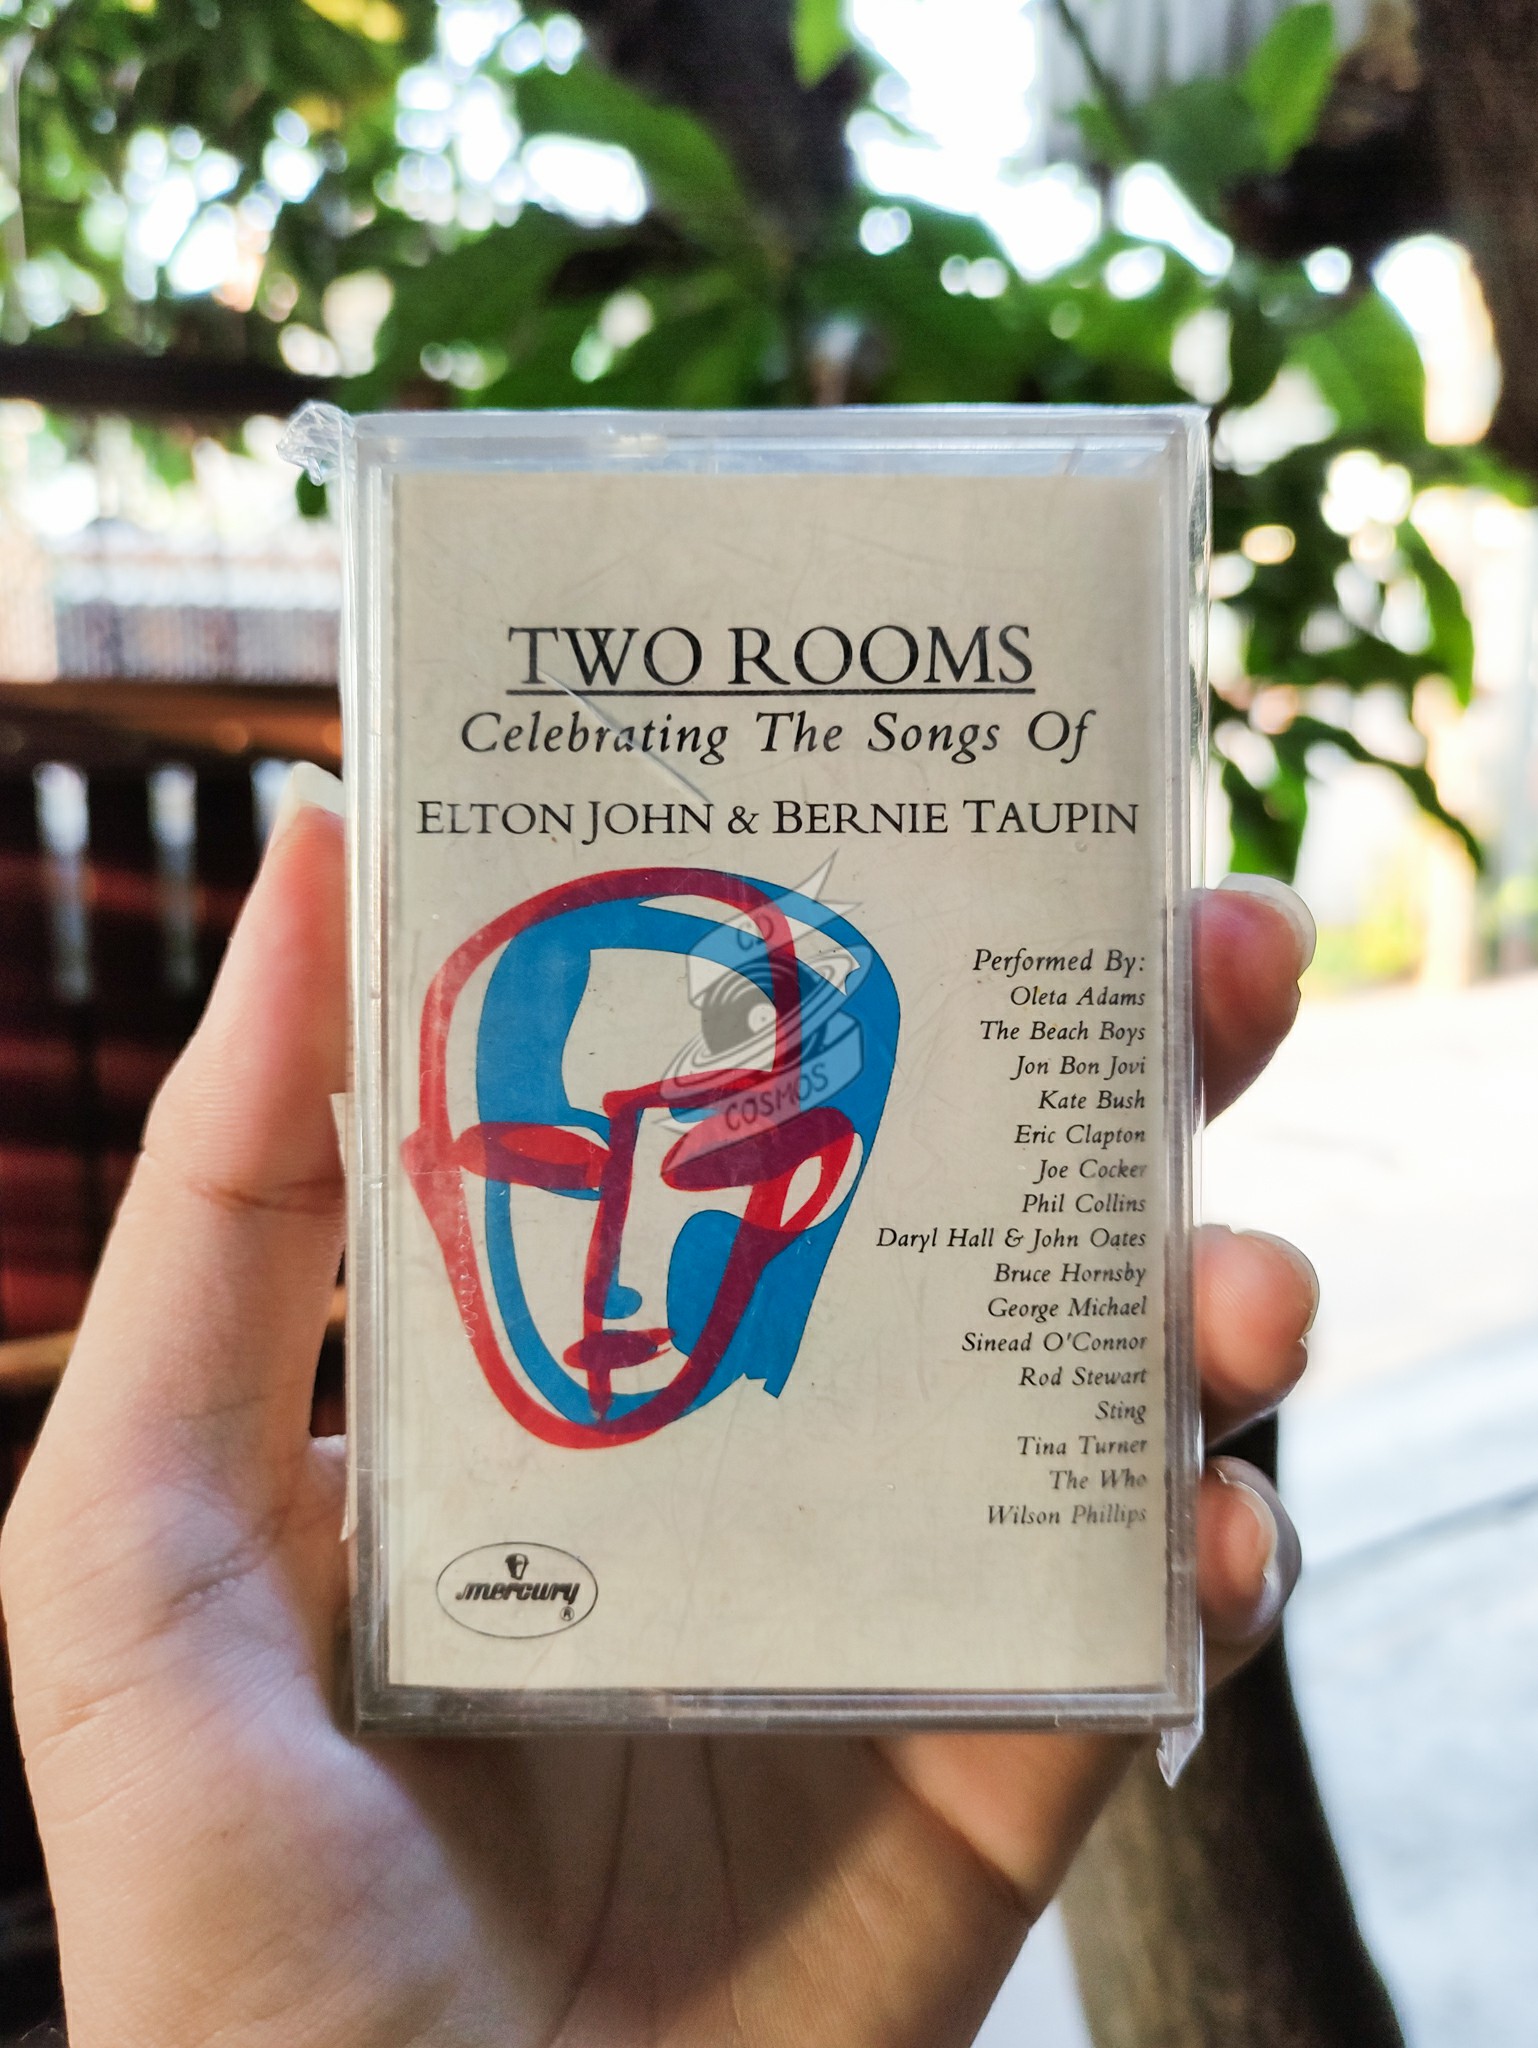 TWO ROOMS
Celebrating The Songs Of
ELTON JOHN & BERNIE TAUPIN
CD
COSMOS
Performed By:
Oleta Adams
The Beach Boys
Jon Bon Jovi
Kate Bush
Eric Clapton
Joe Cocker
Phil Collins
Daryl Hall & John Oates
Bruce Hornsby
George Michael
Sinead O'Connor
Rod Stewart
Sting
Tina Turner
The Who
Wilson Phillips
mercury
®